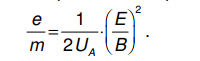 e/m = 1/(2U_A) · (E/B)².